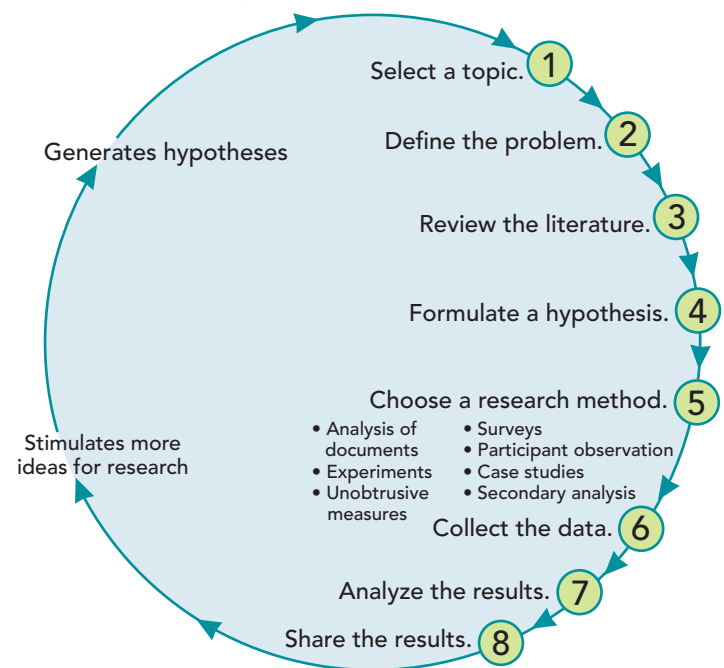 Select a topic. 1
Define the problem. 2
Review the literature. 3
Formulate a hypothesis. 4
Choose a research method. 5
• Analysis of
documents
• Experiments
• Unobtrusive
measures
• Surveys
• Participant observation
• Case studies
• Secondary analysis
Collect the data. 6
Analyze the results. 7
Share the results. 8
Stimulates more
ideas for research
Generates hypotheses